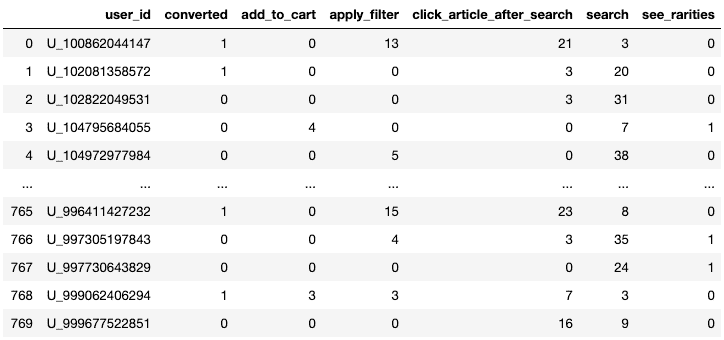 user_id converted add_to_cart apply_filter click_article_after_search search see_rarities
0 U_100862044147 1 0 13 21 3 0
1 U_102081358572 1 0 0 3 20 0
2 U_102822049531 0 0 0 3 31 0
3 U_104795684055 0 4 0 0 7 1
4 U_104972977984 0 0 5 0 38 0
... ... ... ... ... ... ... ...
765 U_996411427232 1 0 15 23 8 0
766 U_997305197843 0 0 4 3 35 1
767 U_997730643829 0 0 0 0 24 1
768 U_999062406294 1 3 3 7 3 0
769 U_999677522851 0 0 0 16 9 0